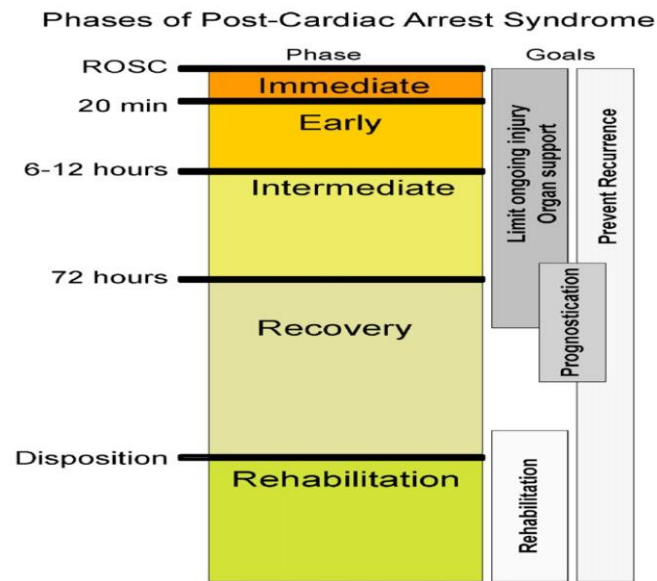 Phases of Post-Cardiac Arrest Syndrome
Phase
Goals
ROSC
Immediate
20 min
Early
6-12 hours
Intermediate
72 hours
Recovery
Disposition
Rehabilitation
Limit ongoing injury
Organ support
Prevent Recurrence
Prognostication
Rehabilitation